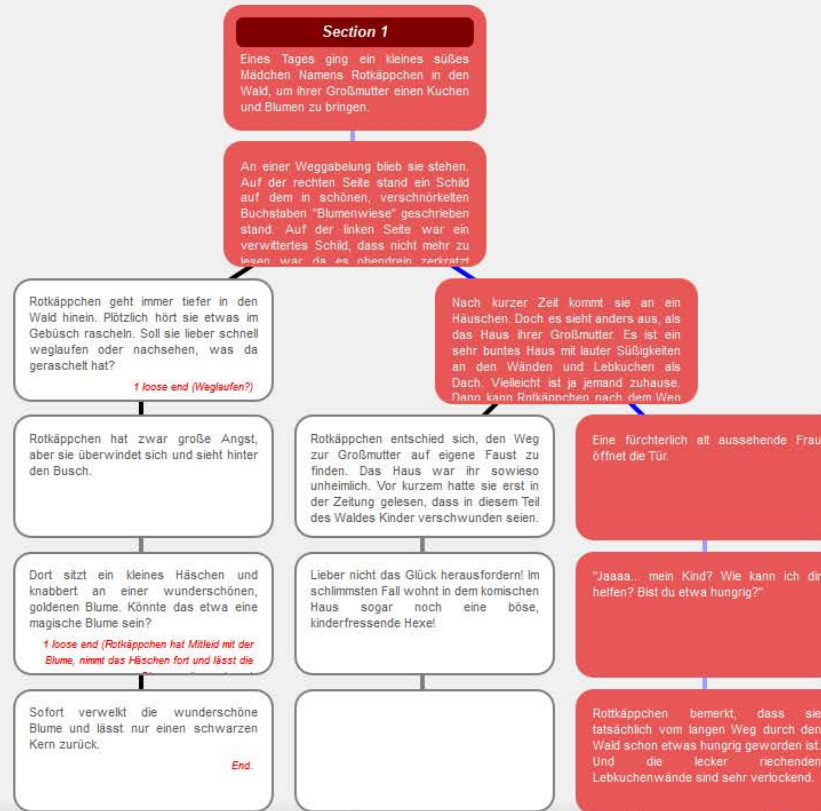 Section 1
Eines Tages ging ein kleines süßes
Mädchen Namens Rotkäppchen in den
Wald, um ihrer Großmutter einen Kuchen
und Blumen zu bringen.
An einer Weggabelung blieb sie stehen.
Auf der rechten Seite stand ein Schild
auf dem in schönen, verschnörkelten
Buchstaben "Blumenwiese" geschrieben
stand. Auf der linken Seite war ein
verwittertes Schild, dass nicht mehr zu
lesen war, da es obendrein zerkratzt
Rotkäppchen geht immer tiefer in den
Wald hinein. Plötzlich hört sie etwas im
Gebüsch rascheln. Soll sie lieber schnell
weglaufen oder nachsehen, was da
geraschelt hat?
1 loose end (Weglaufen?)
Nach kurzer Zeit kommt sie an ein
Häuschen. Doch es sieht anders aus, als
das Haus ihrer Großmutter. Es ist ein
sehr buntes Haus mit lauter Süßigkeiten
an den Wänden und Lebkuchen als
Dach. Vielleicht ist ja jemand zuhause.
Dann kann Rotkäppchen nach dem Weg
Rotkäppchen hat zwar große Angst,
aber sie überwindet sich und sieht hinter
den Busch.
Rotkäppchen entschied sich, den Weg
zur Großmutter auf eigene Faust zu
finden. Das Haus war ihr sowieso
unheimlich. Vor kurzem hatte sie erst in
der Zeitung gelesen, dass in diesem Teil
des Waldes Kinder verschwunden seien.
Eine fürchterlich alt aussehende Frau
öffnet die Tür.
Dort sitzt ein kleines Häschen und
knabbert an einer wunderschönen,
goldenen Blume. Könnte das etwa eine
magische Blume sein?
1 loose end (Rotkäppchen hat Mitleid mit der
Blume, nimmt das Häschen fort und lässt die
Lieber nicht das Glück herausfordern! Im
schlimmsten Fall wohnt in dem komischen
Haus sogar noch eine böse,
kinderfressende Hexe!
"Jaaaa... mein Kind? Wie kann ich dir
helfen? Bist du etwa hungrig?"
Sofort verwelkt die wunderschöne
Blume und lässt nur einen schwarzen
Kern zurück.
End.
Rottkäppchen bemerkt, dass sie
tatsächlich vom langen Weg durch den
Wald schon etwas hungrig geworden ist.
Und die lecker riechenden
Lebkuchenwände sind sehr verlockend.